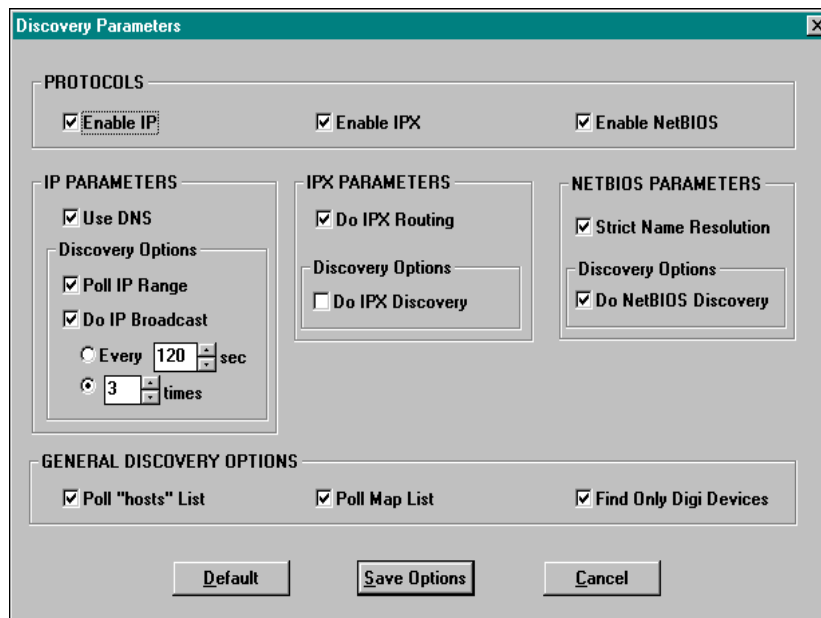 Discovery Parameters
PROTOCOLS
Enable IP
Enable IPX
Enable NetBIOS
IP PARAMETERS
Use DNS
Discovery Options
Poll IP Range
Do IP Broadcast
Every 120 sec
3 times
IPX PARAMETERS
Do IPX Routing
Discovery Options
Do IPX Discovery
NETBIOS PARAMETERS
Strict Name Resolution
Discovery Options
Do NetBIOS Discovery
GENERAL DISCOVERY OPTIONS
Poll "hosts" List
Poll Map List
Find Only Digi Devices
Default
Save Options
Cancel